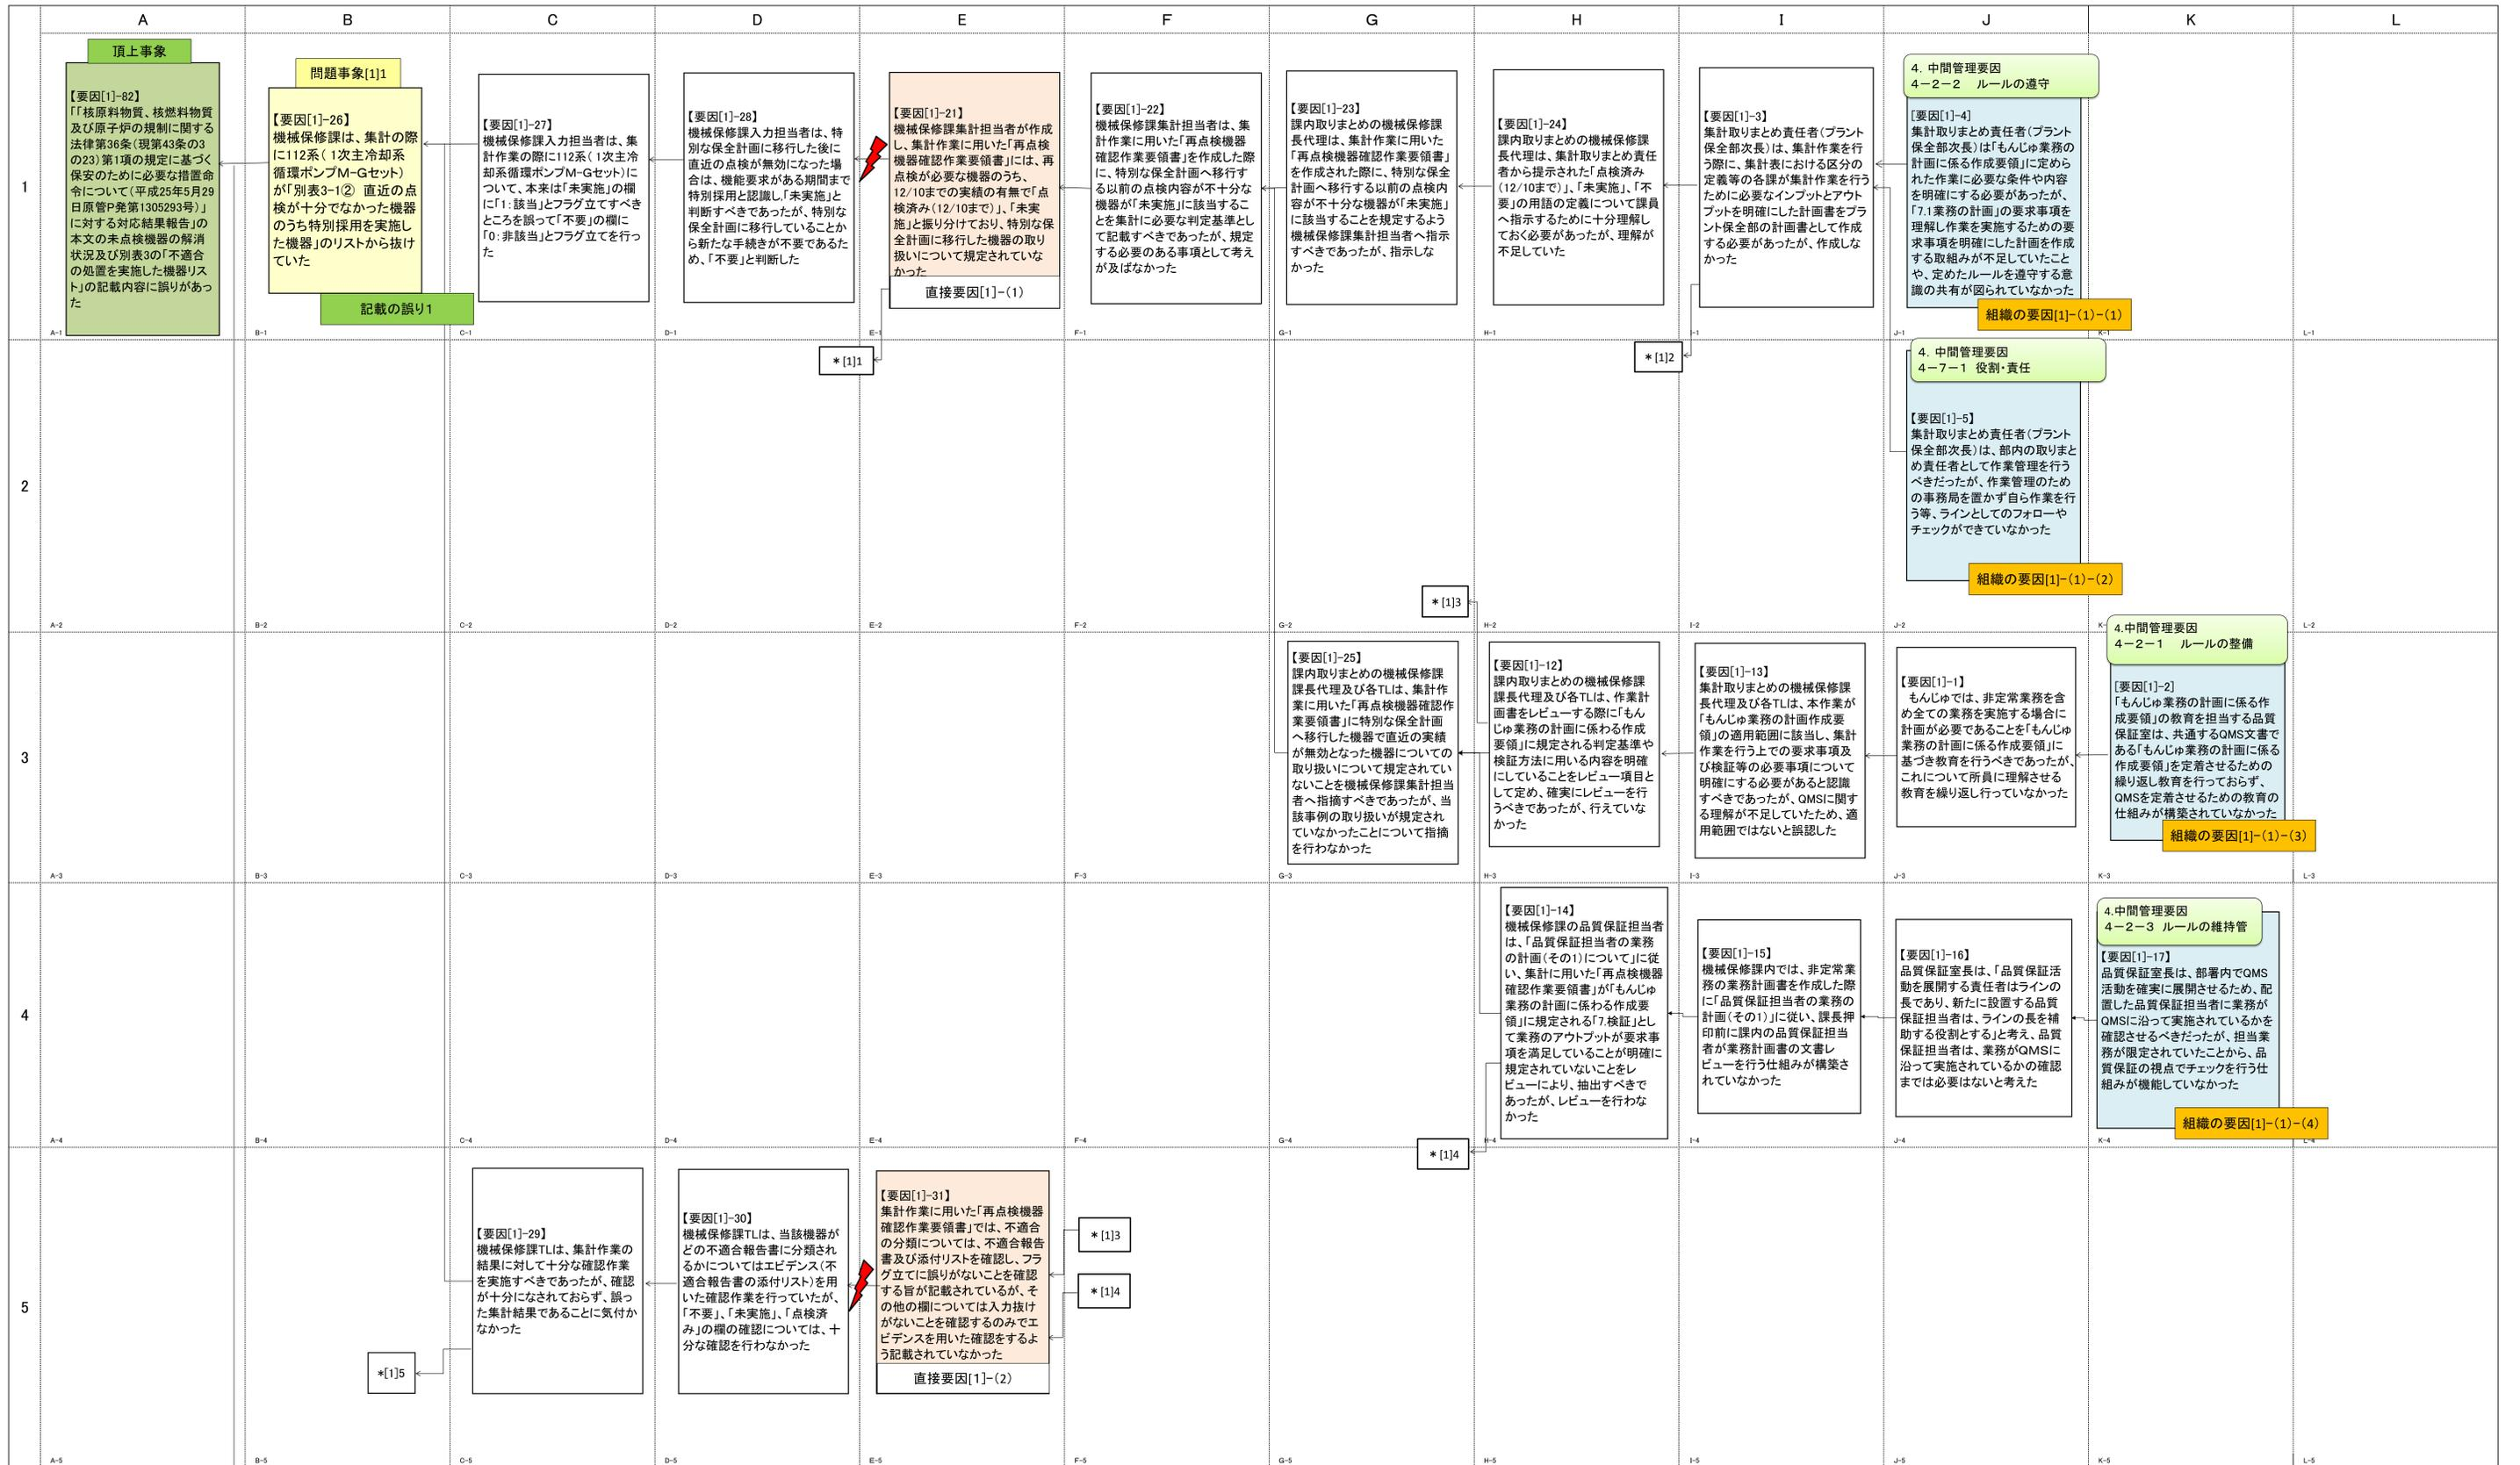 A
B
C
D
E
F
G
H
I
J
K
L
1
頂上事象
【要因[1]-82】
「「核原料物質、核燃料物質
及び原子炉の規制に関する
法律第36条（現第43条の3
の23）第1項の規定に基づく
保安のために必要な措置命
令について（平成25年5月29
日原管P発第1305293号）」
に対する対応結果報告」の
本文の未点検機器の解消
状況及び別表3の「不適合
の処置を実施した機器リス
ト」の記載内容に誤りがあっ
た
A-1
問題事象[1]1
【要因[1]-26】
機械保修課は、集計の際
に112系（１次主冷却系
循環ポンプM-Gセット）
が「別表3-1② 直近の点
検が十分でなかった機器
のうち特別採用を実施し
た機器」のリストから抜け
ていた
記載の誤り1
B-1
【要因[1]-27】
機械保修課入力担当者は、集
計作業の際に112系（１次主冷
却系循環ポンプM-Gセット）に
ついて、本来は「未実施」の欄
に「1：該当」とフラグ立てすべき
ところを誤って「不要」の欄に
「0：非該当」とフラグ立てを行っ
た
C-1
【要因[1]-28】
機械保修課入力担当者は、特
別な保全計画に移行した後に
直近の点検が無効になった場
合は、機能要求がある期間まで
特別採用と認識し、「未実施」と
判断すべきであったが、特別な
保全計画に移行していることか
ら新たな手続きが不要であるた
め、「不要」と判断した
D-1
【要因[1]-21】
機械保修課集計担当者が作成
し、集計作業に用いた「再点検
機器確認作業要領書」には、再
点検が必要な機器のうち、
12/10までの実績の有無で「点
検済み（12/10まで）」、「未実
施」と振り分けており、特別な保
全計画に移行した機器の取り
扱いについて規定されていな
かった
直接要因[1]-(1)
E-1
＊[1]1
【要因[1]-22】
機械保修課集計担当者は、集
計作業に用いた「再点検機器
確認作業要領書」を作成した際
に、特別な保全計画へ移行す
る以前の点検内容が不十分な
機器が「未実施」に該当するこ
とを集計に必要な判定基準とし
て記載すべきであったが、規定
する必要のある事項として考え
が及ばなかった
F-1
【要因[1]-23】
課内取りまとめの機械保修課
長代理は、集計作業に用いた
「再点検機器確認作業要領書」
を作成された際に、特別な保全
計画へ移行する以前の点検内
容が不十分な機器が「未実施」
に該当することを規定するよう
機械保修課集計担当者へ指示
すべきであったが、指示しな
かった
G-1
【要因[1]-24】
課内取りまとめの機械保修課
長代理は、集計取りまとめ責任
者から提示された「点検済み
（12/10まで）」、「未実施」、「不
要」の用語の定義について課員
へ指示するために十分理解し
ておく必要があったが、理解が
不足していた
H-1
【要因[1]-3】
集計取りまとめ責任者（プラント
保全部次長）は、集計作業を行
う際に、集計表における区分の
定義等の各課が集計作業を行う
ために必要なインプットとアウト
プットを明確にした計画書をプラ
ント保全部の計画書として作成
する必要があったが、作成しな
かった
I-1
＊[1]2
４．中間管理要因
４－２－２ ルールの遵守
[要因[1]-4]
集計取りまとめ責任者（プラント
保全部次長）は「もんじゅ業務の
計画に係る作成要領」に定めら
れた作業に必要な条件や内容
を明確にする必要があったが、
「7.1業務の計画」の要求事項を
理解し作業を実施するための要
求事項を明確にした計画を作成
する取組みが不足していたこと
や、定めたルールを遵守する意
識の共有が図られていなかった
組織の要因[1]-(1)-(1)
J-1
K-1
L-1
2
４．中間管理要因
４－７－１ 役割・責任
【要因[1]-5】
集計取りまとめ責任者（プラント
保全部次長）は、部内の取りまと
め責任者として作業管理を行う
べきだったが、作業管理のため
の事務局を置かず自ら作業を行
う等、ラインとしてのフォローや
チェックができていなかった
組織の要因[1]-(1)-(2)
＊[1]3
A-2
B-2
C-2
D-2
E-2
F-2
G-2
H-2
I-2
J-2
L-2
3
【要因[1]-25】
課内取りまとめの機械保修課
課長代理及び各TLは、集計作
業に用いた「再点検機器確認作
業要領書」に特別な保全計画
へ移行した機器で直近の実績
が無効となった機器についての
取り扱いについて規定されてい
ないことを機械保修課集計担当
者へ指摘すべきであったが、当
該事例の取り扱いが規定され
ていなかったことについて指摘
を行わなかった
【要因[1]-12】
課内取りまとめの機械保修課
課長代理及び各TLは、作業計
画書をレビューする際に「もん
じゅ業務の計画に係わる作成
要領」に規定される判定基準や
検証方法に用いる内容を明確
にしていることをレビュー項目と
して定め、確実にレビューを行
うべきであったが、行えていな
かった
【要因[1]-13】
集計取りまとめの機械保修課
長代理及び各TLは、本作業が
「もんじゅ業務の計画作成要
領」の適用範囲に該当し、集計
作業を行う上での要求事項及
び検証等の必要事項について
明確にする必要があると認識
すべきであったが、QMSに関す
る理解が不足していたため、適
用範囲ではないと誤認した
【要因[1]-1】
もんじゅでは、非定常業務を含
め全ての業務を実施する場合に
計画が必要であることを「もんじゅ
業務の計画に係る作成要領」に
基づき教育を行うべきであったが、
これについて所員に理解させる
教育を繰り返し行っていなかった
4.中間管理要因
４－２－１ ルールの整備
[要因[1]-2]
「もんじゅ業務の計画に係る作
成要領」の教育を担当する品質
保証室は、共通するQMS文書で
ある「もんじゅ業務の計画に係る
作成要領」を定着させるための
繰り返し教育を行っておらず、
QMSを定着させるための教育の
仕組みが構築されていなかった
組織の要因[1]-(1)-(3)
A-3
B-3
C-3
D-3
E-3
F-3
G-3
H-3
I-3
J-3
K-3
L-3
4
【要因[1]-14】
機械保修課の品質保証担当者
は、「品質保証担当者の業務
の計画（その1）について」に従
い、集計に用いた「再点検機器
確認作業要領書」が「もんじゅ
業務の計画に係わる作成要
領」に規定される「7.検証」とし
て業務のアウトプットが要求事
項を満足していることが明確に
規定されていないことをレ
ビューにより、抽出すべきで
あったが、レビューを行わな
かった
【要因[1]-15】
機械保修課内では、非定常業
務の業務計画書を作成した際
に「品質保証担当者の業務の
計画（その1）」に従い、課長押
印前に課内の品質保証担当
者が業務計画書の文書レ
ビューを行う仕組みが構築さ
れていなかった
【要因[1]-16】
品質保証室長は、「品質保証活
動を展開する責任者はラインの
長であり、新たに設置する品質
保証担当者は、ラインの長を補
助する役割とする」と考え、品質
保証担当者は、業務がQMSに
沿って実施されているかの確認
までは必要はないと考えた
4.中間管理要因
４－２－３ ルールの維持管
【要因[1]-17】
品質保証室長は、部署内でQMS
活動を確実に展開させるため、配
置した品質保証担当者に業務が
QMSに沿って実施されているかを
確認させるべきだったが、担当業
務が限定されていたことから、品
質保証の視点でチェックを行う仕
組みが機能していなかった
組織の要因[1]-(1)-(4)
＊[1]4
A-4
B-4
C-4
D-4
E-4
F-4
G-4
H-4
I-4
J-4
K-4
L-4
5
【要因[1]-29】
機械保修課TLは、集計作業の
結果に対して十分な確認作業
を実施すべきであったが、確認
が十分になされておらず、誤っ
た集計結果であることに気付か
なかった
*[1]5
【要因[1]-30】
機械保修課TLは、当該機器が
どの不適合報告書に分類され
るかについてはエビデンス（不
適合報告書の添付リスト）を用
いた確認作業を行っていたが、
「不要」、「未実施」、「点検済
み」の欄の確認については、十
分な確認を行わなかった
【要因[1]-31】
集計作業に用いた「再点検機器
確認作業要領書」では、不適合
の分類については、不適合報告
書及び添付リストを確認し、フラ
グ立てに誤りがないことを確認
する旨が記載されているが、そ
の他の欄については入力抜け
がないことを確認するのみでエ
ビデンスを用いた確認をするよ
う記載されていなかった
直接要因[1]-(2)
＊[1]3
＊[1]4
A-5
B-5
C-5
D-5
E-5
F-5
G-5
H-5
I-5
J-5
K-5
L-5